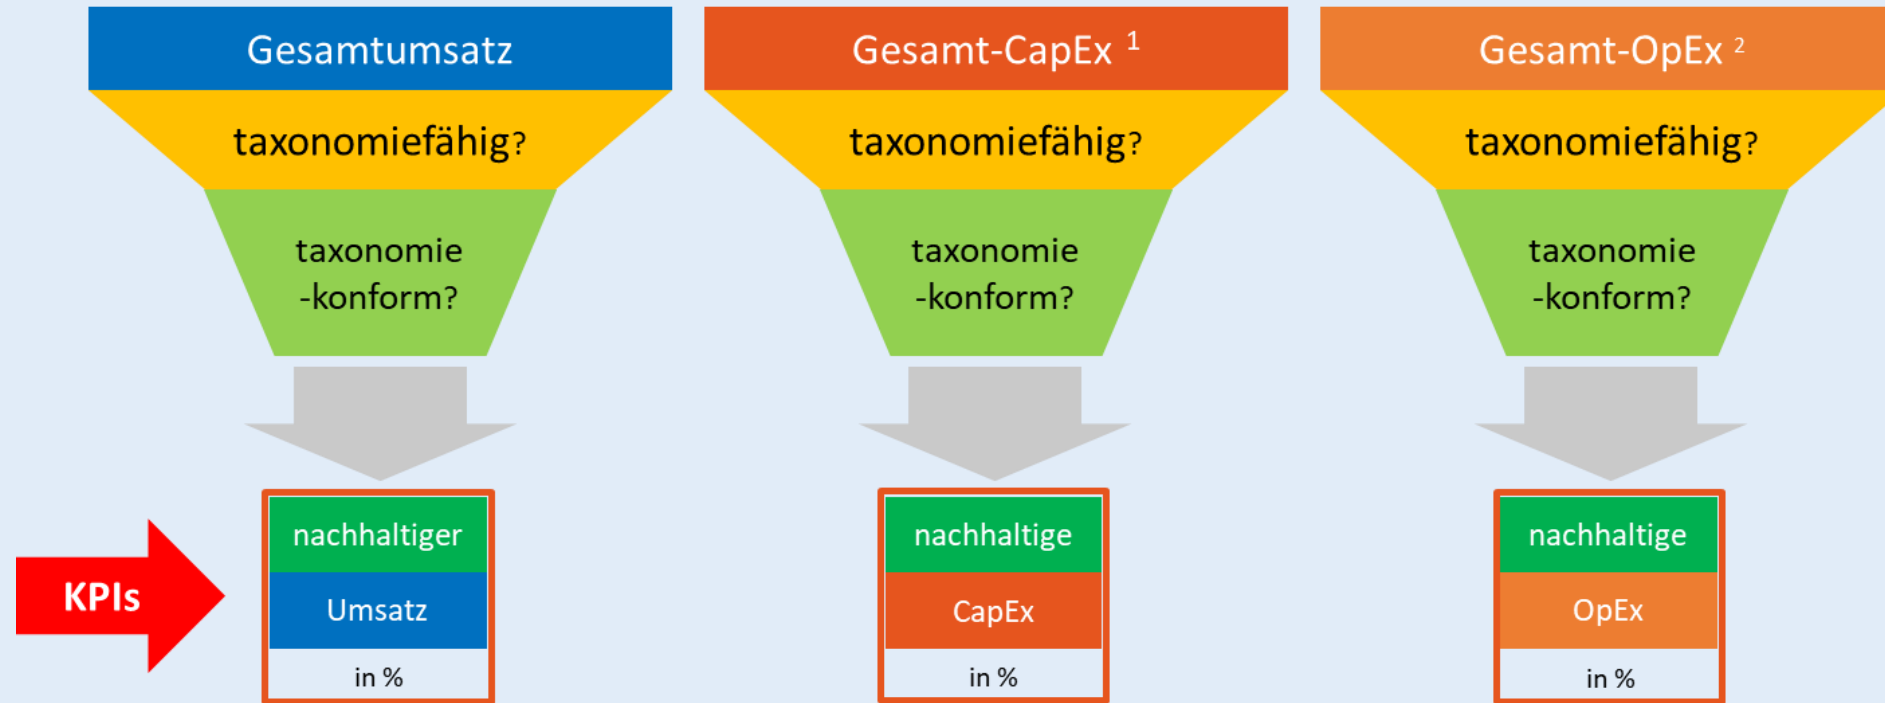 Gesamtumsatz
taxonomiefähig?
taxonomie
-konform?
nachhaltiger
Umsatz
in %
Gesamt-CapEx 1
taxonomiefähig?
taxonomie
-konform?
nachhaltige
CapEx
in %
Gesamt-OpEx 2
taxonomiefähig?
taxonomie
-konform?
nachhaltige
OpEx
in %
KPIs